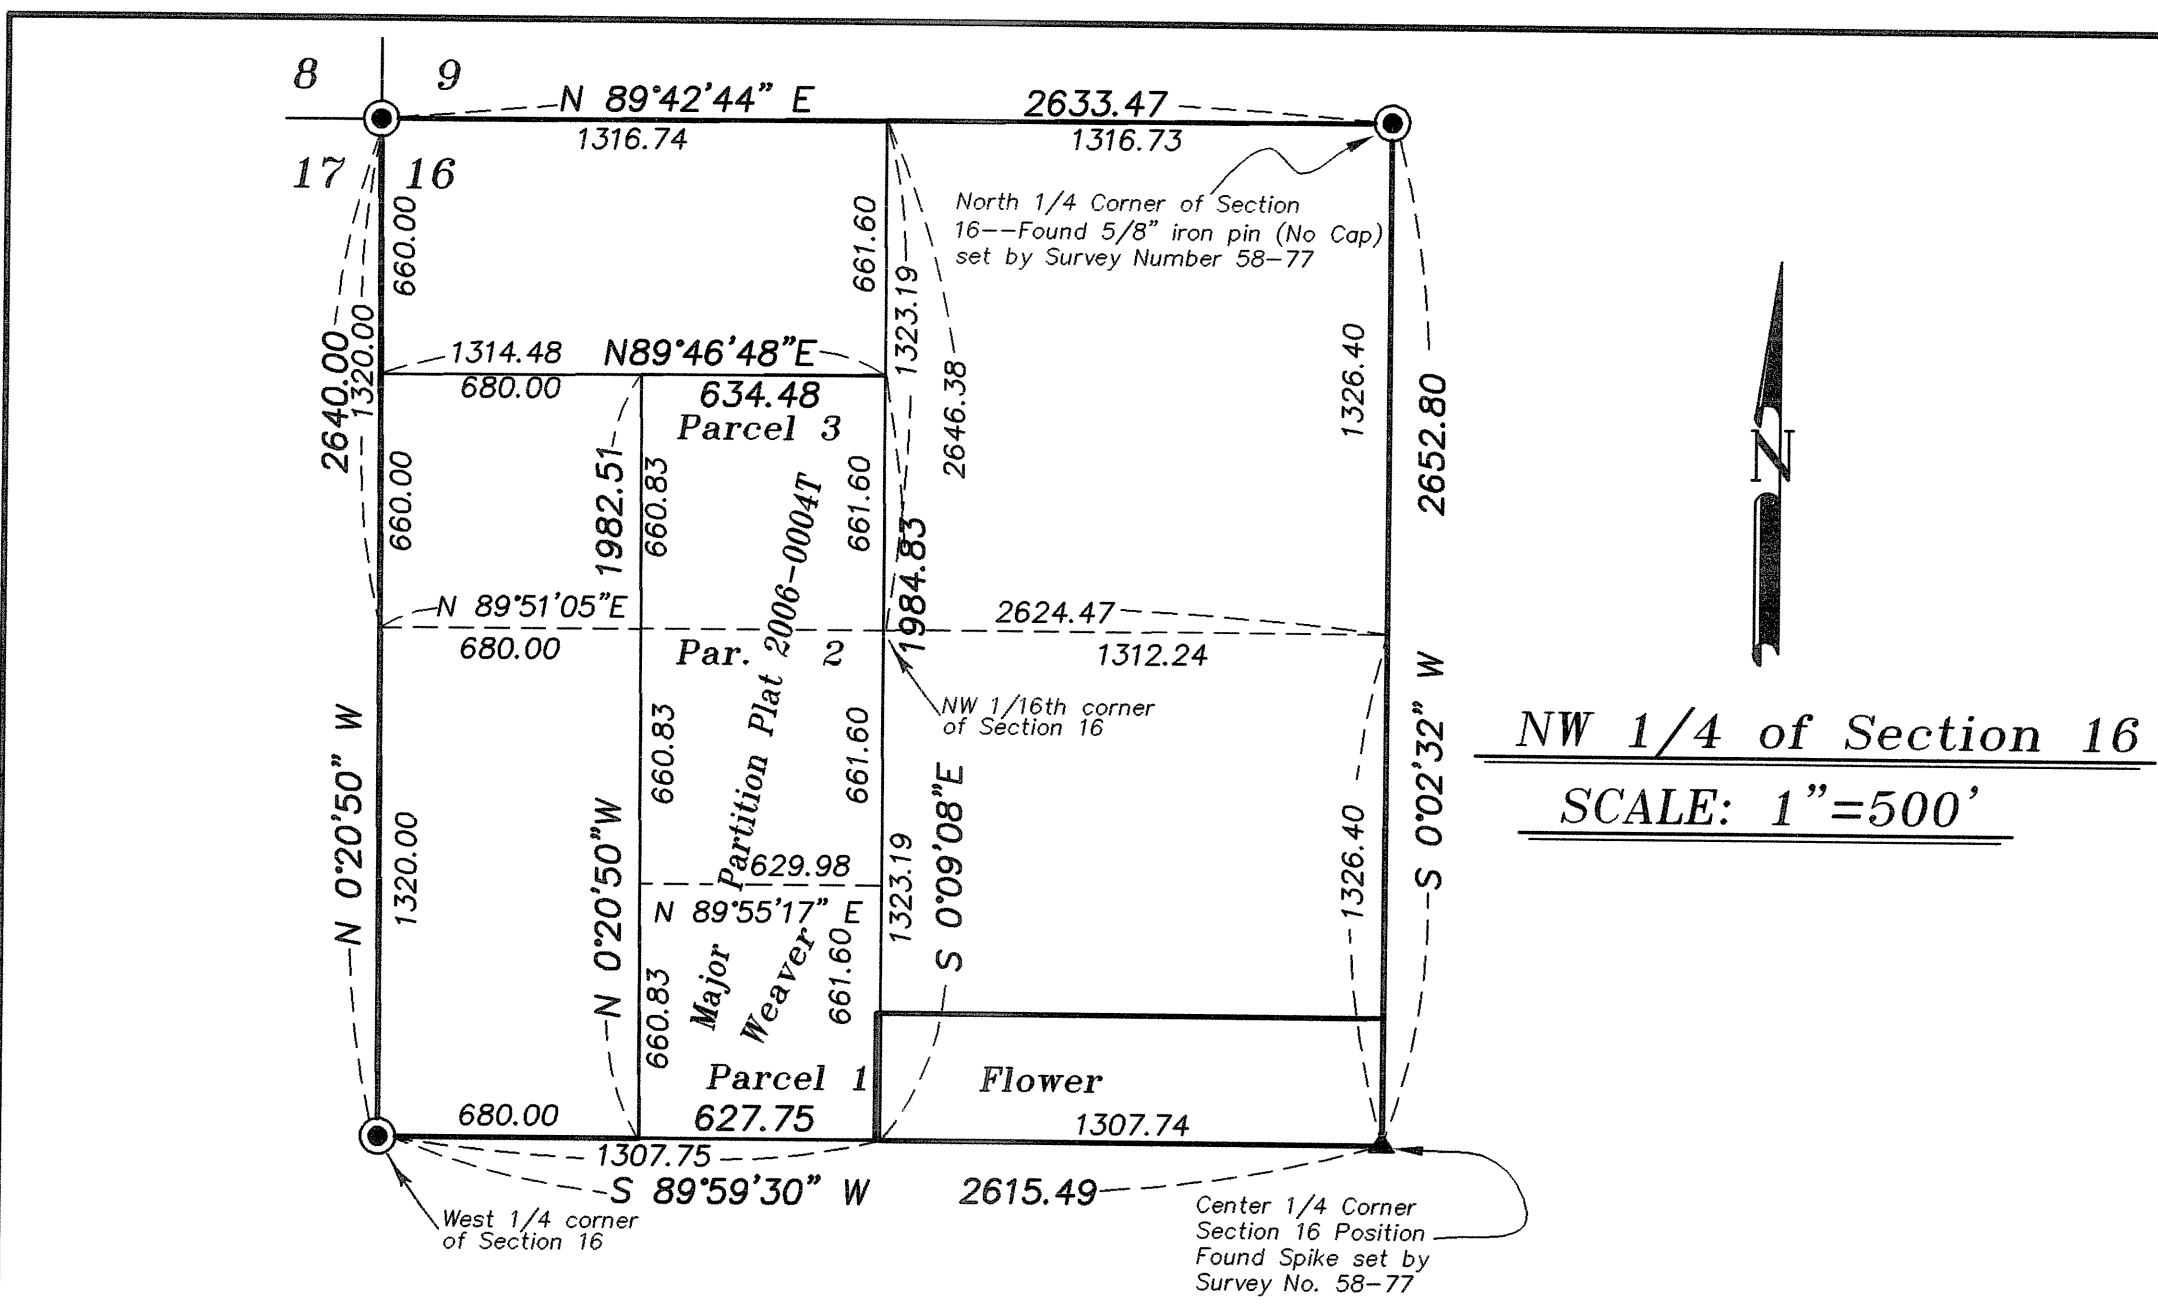 8
9
N 89°42'44" E
2633.47
1316.74
1316.73
17
16
North 1/4 Corner of Section
16--Found 5/8" iron pin (No Cap)
set by Survey Number 58-77
660.00
661.60
1323.19
2640.00
1320.00
1326.40
2652.80
1314.48
N89°46'48"E
2646.38
680.00
634.48
Parcel 3
660.00
1982.51
660.83
661.60
Major Partition Plat 2006-0004T
1984.83
N
N 89°51'05"E
2624.47
680.00
Par. 2
1312.24
NW 1/16th corner
of Section 16
NW 1/4 of Section 16
SCALE: 1"=500'
N 0°20'50" W
1320.00
N 0°20'50"W
660.83
661.60
S 0°09'08"E
1323.19
1326.40
S 0°02'32" W
629.98
N 89°55'17" E
Weaver
660.83
661.60
Parcel 1
Flower
680.00
627.75
1307.74
1307.75
S 89°59'30" W
2615.49
West 1/4 corner
of Section 16
Center 1/4 Corner
Section 16 Position
Found Spike set by
Survey No. 58-77